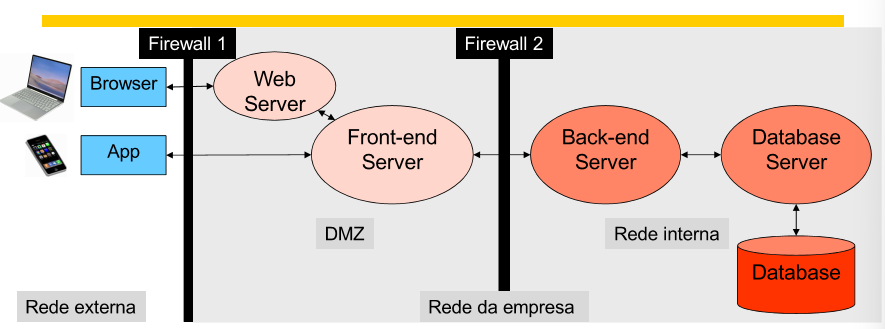 Firewall 1
Firewall 2
Browser
Web
Server
App
Front-end
Server
Back-end
Server
Database
Server
DMZ
Rede interna
Database
Rede externa
Rede da empresa